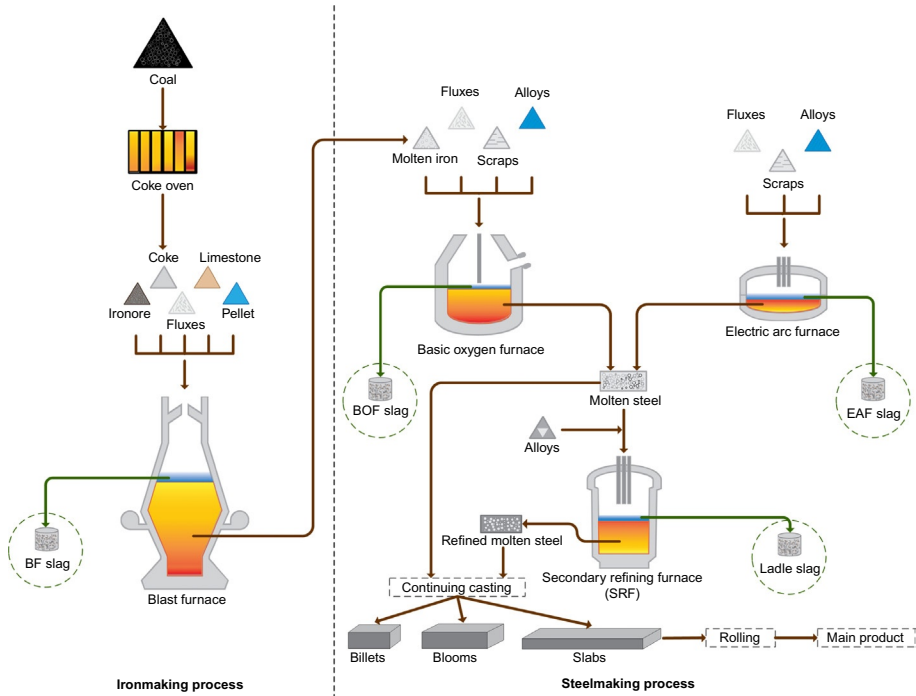 Coal
Coke oven
Coke
Limestone
Ironore
Fluxes
Pellet
BF slag
Blast furnace
Ironmaking process
Fluxes
Alloys
Molten iron
Scraps
Basic oxygen furnace
BOF slag
Fluxes
Alloys
Scraps
Electric arc furnace
EAF slag
Molten steel
Alloys
Refined molten steel
Secondary refining furnace
(SRF)
Ladle slag
Continuing casting
Billets
Blooms
Slabs
Rolling
Main product
Steelmaking process